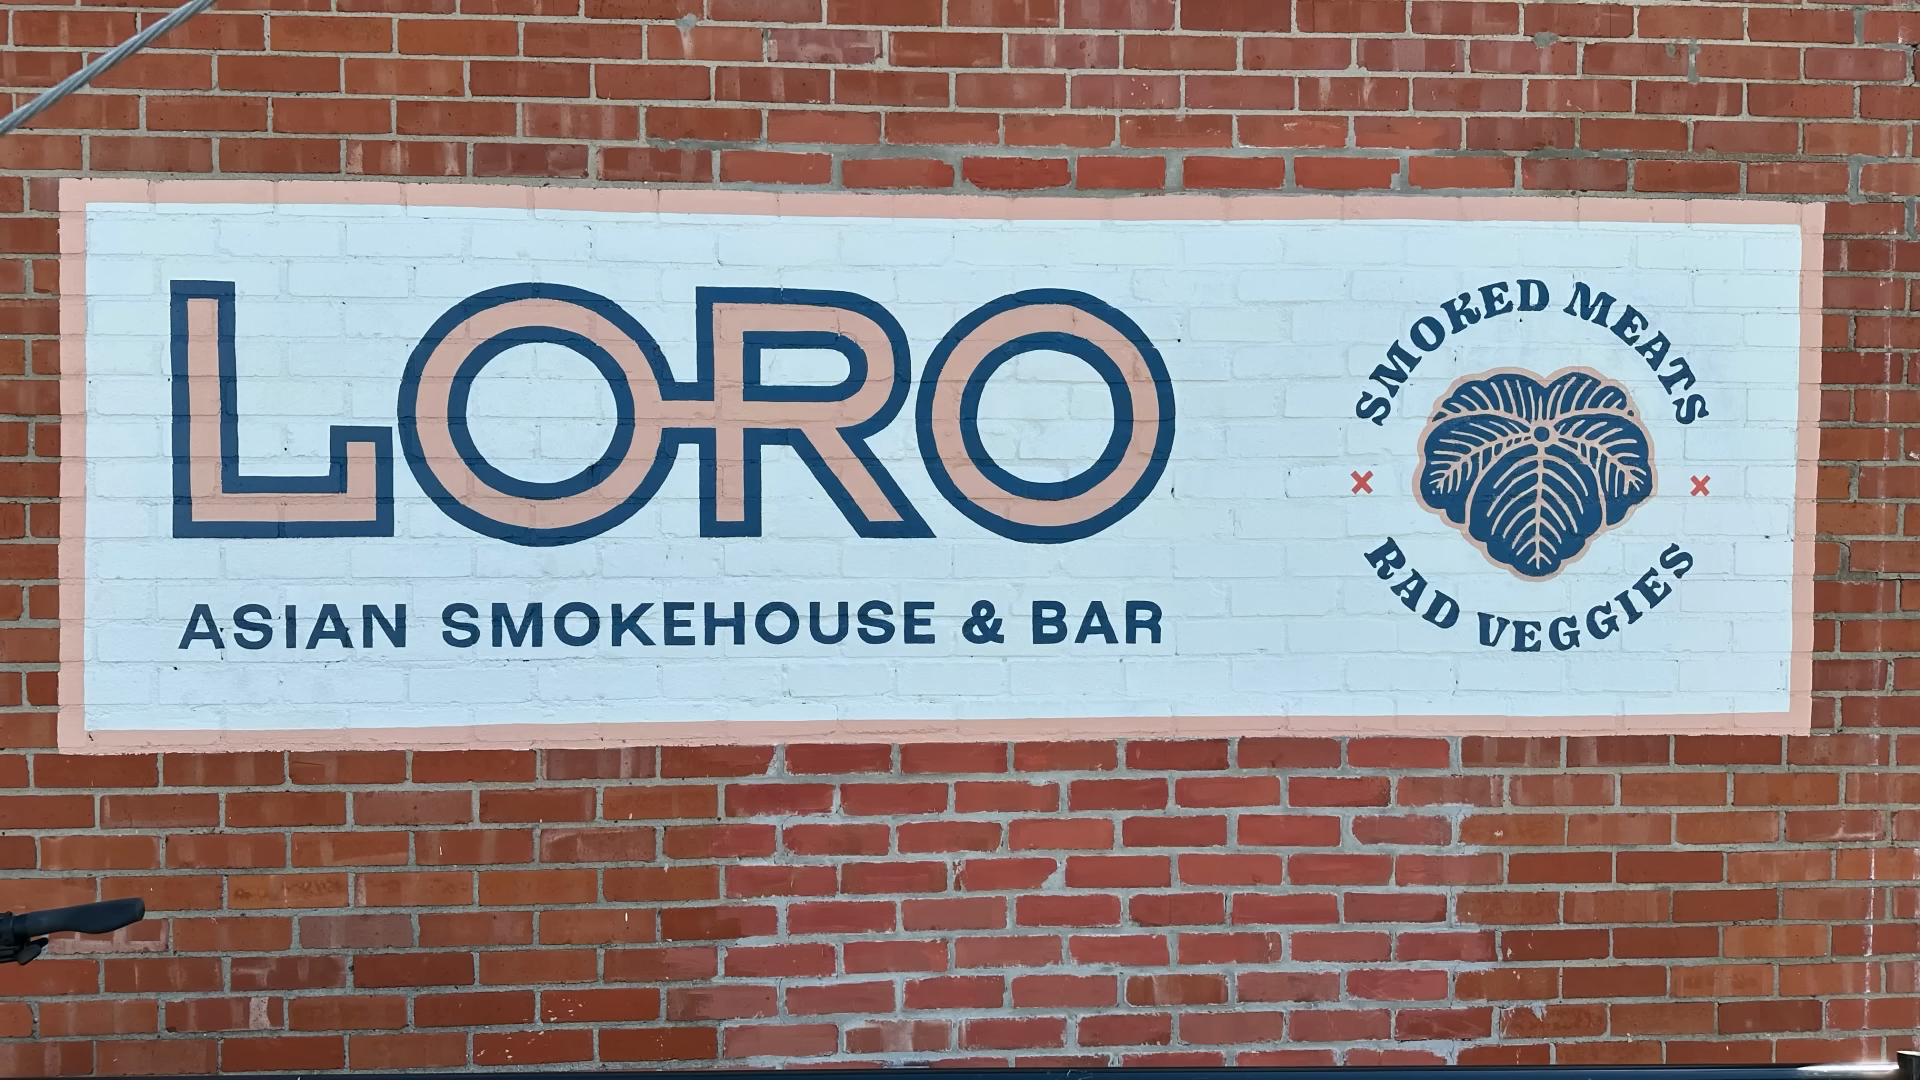 LORO
ASIAN SMOKEHOUSE & BAR
SMOKED MEATS
× ×
RAD VEGGIES